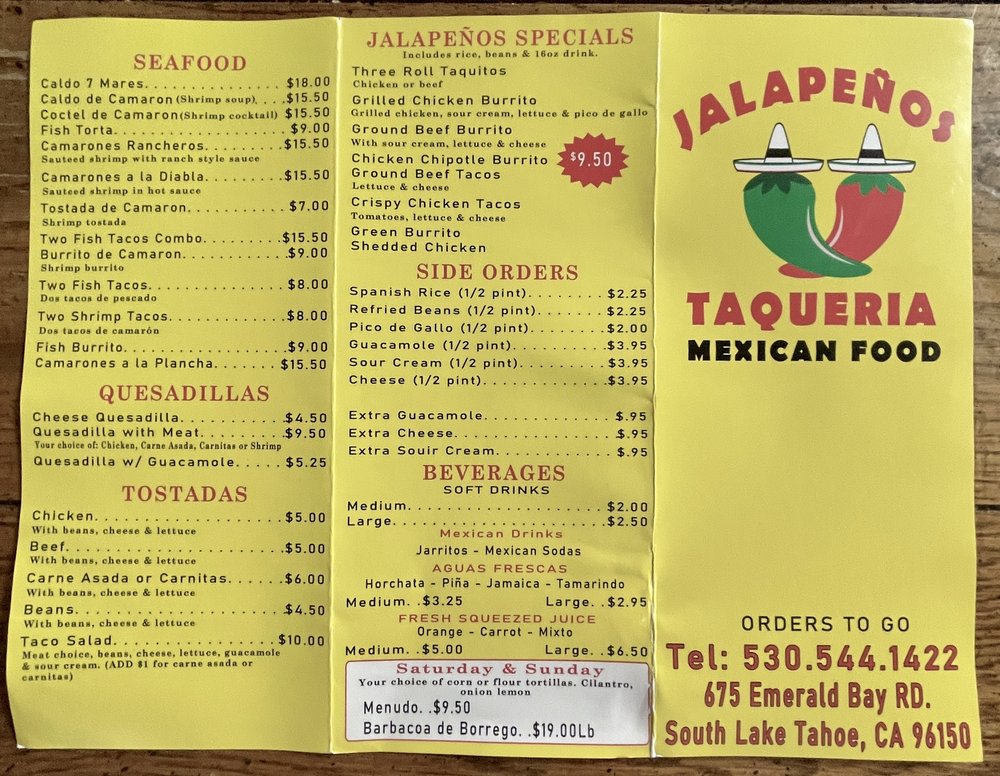 SEAFOOD
Caldo 7 Mares. . . . . . . . . . . . . . $18.00
Caldo de Camaron (Shrimp soup). . . .$15.50
Coctel de Camaron(Shrimp cocktail) $15.50
Fish Torta. . . . . . . . . . . . . . . . . . $9.00
Camarones Rancheros. . . . . . . . .$15.50
Sauteed shrimp with ranch style sauce
Camarones a la Diabla. . . . . . . . .$15.50
Sauteed shrimp in hot sauce
Tostada de Camaron. . . . . . . . . . .$7.00
Shrimp tostada
Two Fish Tacos Combo. . . . . . . . .$15.50
Burrito de Camaron. . . . . . . . . . . .$9.00
Shrimp burrito
Two Fish Tacos. . . . . . . . . . . . . . . $8.00
Dos tacos de pescado
Two Shrimp Tacos. . . . . . . . . . . . .$8.00
Dos tacos de camarón
Fish Burrito. . . . . . . . . . . . . . . . . .$9.00
Camarones a la Plancha. . . . . . . $15.50
QUESADILLAS
Cheese Quesadilla. . . . . . . . . . . . .$4.50
Quesadilla with Meat. . . . . . . . . . .$9.50
Your choice of: Chicken, Carne Asada, Carnitas or Shrimp
Quesadilla w/ Guacamole. . . . . $5.25
TOSTADAS
Chicken. . . . . . . . . . . . . . . . . . . . .$5.00
With beans, cheese & lettuce
Beef. . . . . . . . . . . . . . . . . . . . . . . .$5.00
With beans, cheese & lettuce
Carne Asada or Carnitas. . . . . . $6.00
With beans, cheese & lettuce
Beans. . . . . . . . . . . . . . . . . . . . . . $4.50
With beans, cheese & lettuce
Taco Salad. . . . . . . . . . . . . . . . . $10.00
Meat choice, beans, cheese, lettuce, guacamole
& sour cream. (ADD $1 for carne asada or
carnitas)
JALAPEÑOS SPECIALS
Includes rice, beans & 16oz drink.
Three Roll Taquitos
Chicken or beef
Grilled Chicken Burrito
Grilled chicken, sour cream, lettuce & pico de gallo
Ground Beef Burrito
With sour cream, lettuce & cheese
Chicken Chipotle Burrito
$9.50
Ground Beef Tacos
Lettuce & cheese
Crispy Chicken Tacos
Tomatoes, lettuce & cheese
Green Burrito
Shedded Chicken
SIDE ORDERS
Spanish Rice (1/2 pint). . . . . . . . $2.25
Refried Beans (1/2 pint). . . . . . . $2.25
Pico de Gallo (1/2 pint). . . . . . . . $2.00
Guacamole (1/2 pint). . . . . . . . . .$3.95
Sour Cream (1/2 pint). . . . . . . . . $3.95
Cheese (1/2 pint). . . . . . . . . . . . .$3.95
Extra Guacamole. . . . . . . . . . . . . $.95
Extra Cheese. . . . . . . . . . . . . . . . $.95
Extra Souir Cream. . . . . . . . . . . . $.95
BEVERAGES
SOFT DRINKS
Medium. . . . . . . . . . . . . . . . . . . . $2.00
Large. . . . . . . . . . . . . . . . . . . . . . $2.50
Mexican Drinks
Jarritos - Mexican Sodas
AGUAS FRESCAS
Horchata - Piña - Jamaica - Tamarindo
Medium. .$3.25 Large. .$2.95
FRESH SQUEEZED JUICE
Orange - Carrot - Mixto
Medium. .$5.00 Large. .$6.50
Saturday & Sunday
Your choice of corn or flour tortillas. Cilantro,
onion lemon
Menudo. .$9.50
Barbacoa de Borrego. .$19.00Lb
JALAPEÑOS
TAQUERIA
MEXICAN FOOD
ORDERS TO GO
Tel: 530.544.1422
675 Emerald Bay RD.
South Lake Tahoe, CA 96150